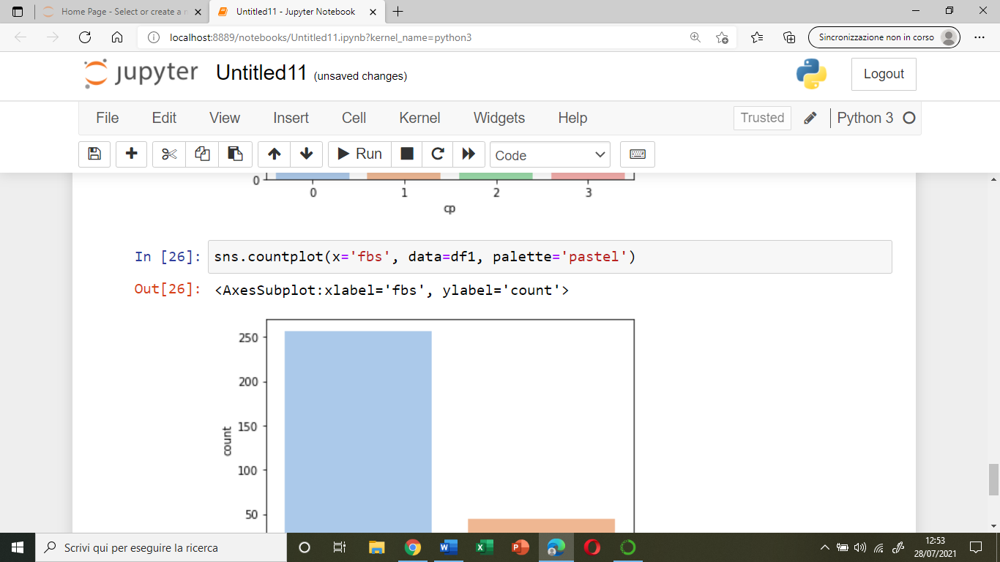 Home Page - Select or create a n
Untitled11 - Jupyter Notebook
localhost:8889/notebooks/Untitled11.ipynb?kernel_name=python3
Sincronizzazione non in corso
jupyter Untitled11 (unsaved changes)
Logout
File Edit View Insert Cell Kernel Widgets Help
Trusted
Python 3
Run
Code
0
0 1 2 3
cp
In [26]: sns.countplot(x='fbs', data=df1, palette='pastel')
Out[26]: <AxesSubplot:xlabel='fbs', ylabel='count'>
250
200
150
100
50
count
Scrivi qui per eseguire la ricerca
12:53
28/07/2021